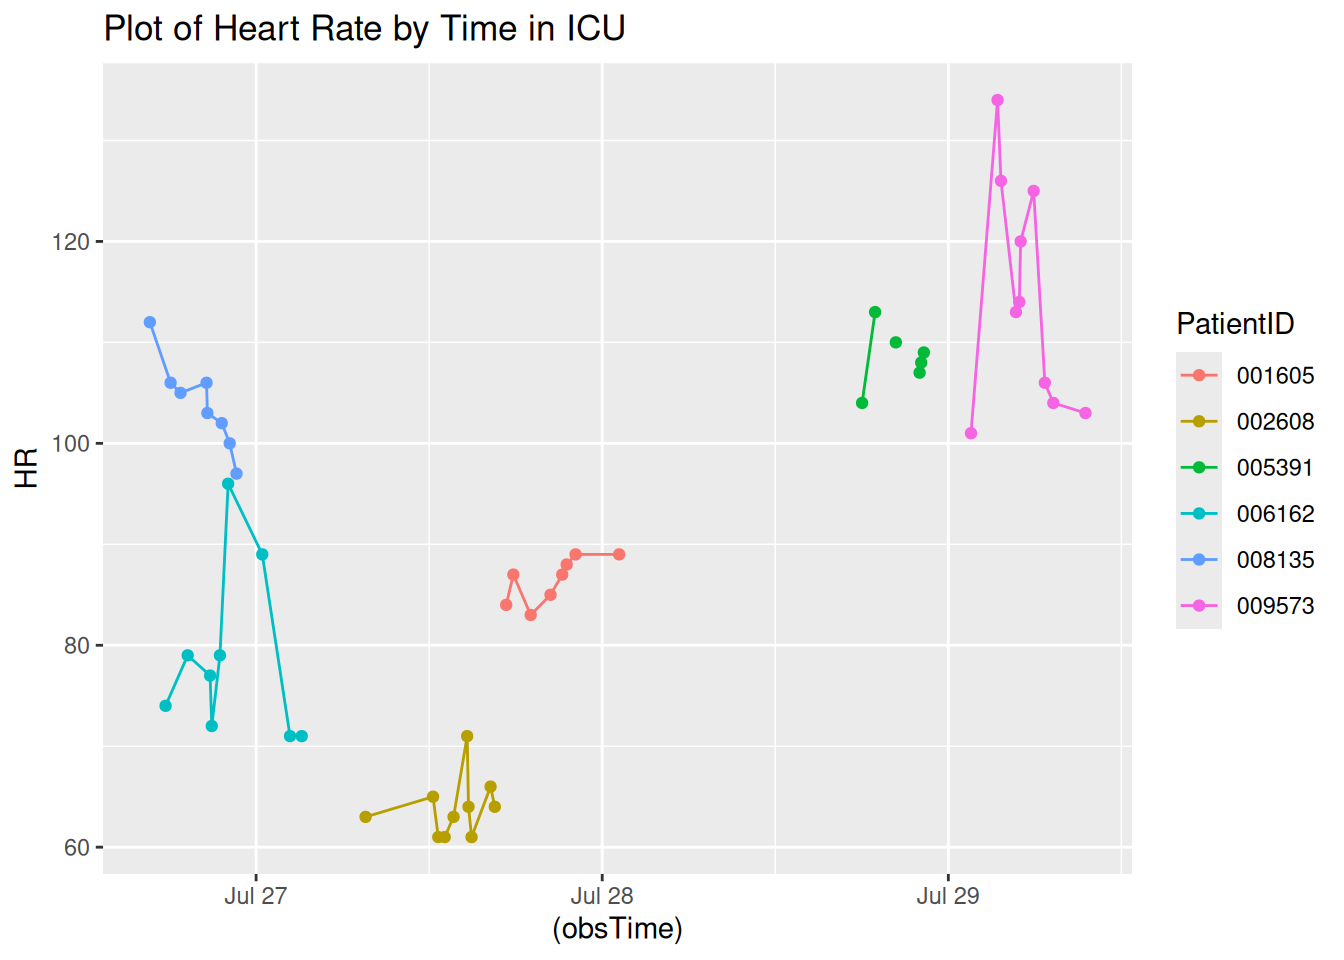 Plot of Heart Rate by Time in ICU
HR
120
100
80
60
Jul 27
Jul 28
Jul 29
(obsTime)
PatientID
001605
002608
005391
006162
008135
009573